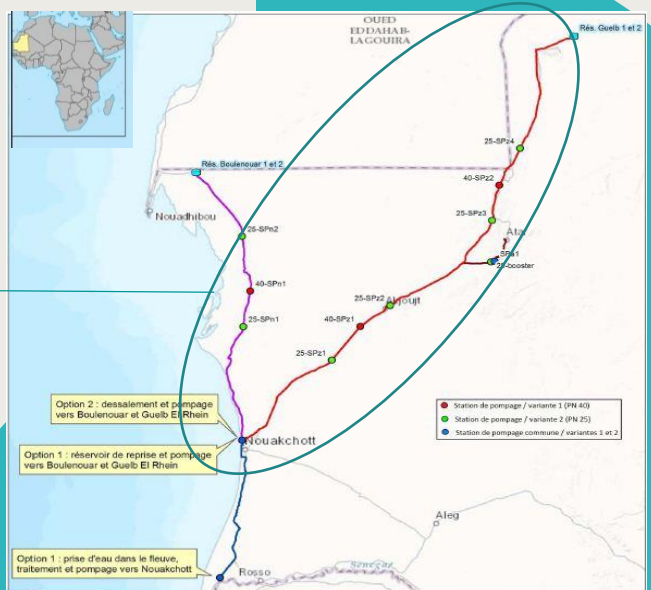 OUED
EDDAHAB-
LAGOUIRA
Rés. Guelb 1 et 2
25-SPz4
Rés. Boulenouar 1 et 2
40-SPz2
Nouadhibou
25-SPz3
25-SPn2
Atar
SPa1
25-booster
40-SPn1
25-SPz2
Akjoujt
25-SPn1
40-SPz1
25-SPz1
Option 2 : dessalement et pompage
vers Boulenouar et Guelb El Rhein
Station de pompage / variante 1 (PN 40)
Station de pompage / variante 2 (PN 25)
Station de pompage commune / variantes 1 et 2
Nouakchott
Option 1 : réservoir de reprise et pompage
vers Boulenouar et Guelb El Rhein
Aleg
Option 1 : prise d'eau dans le fleuve,
traitement et pompage vers Nouakchott
Rosso
Sénégal